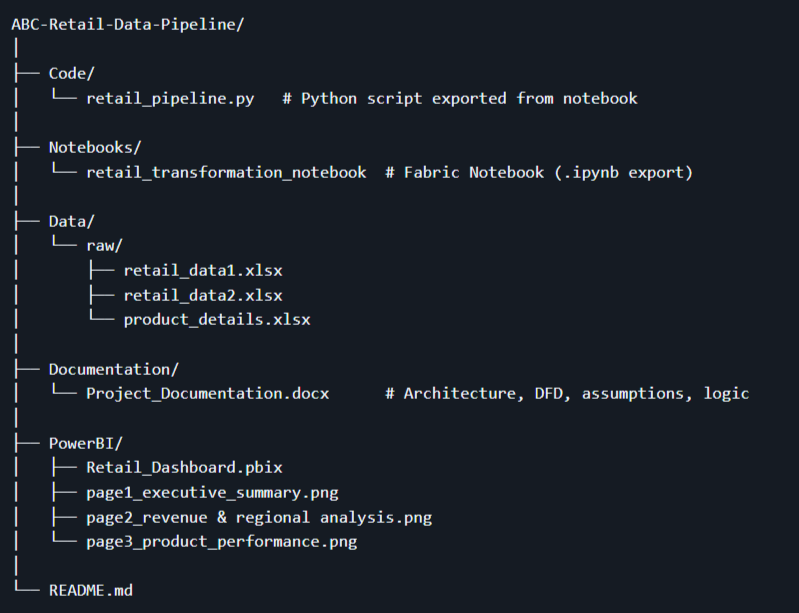 ABC-Retail-Data-Pipeline/
│
├── Code/
│   └── retail_pipeline.py   # Python script exported from notebook
│
├── Notebooks/
│   └── retail_transformation_notebook  # Fabric Notebook (.ipynb export)
│
├── Data/
│   └── raw/
│       ├── retail_data1.xlsx
│       ├── retail_data2.xlsx
│       └── product_details.xlsx
│
├── Documentation/
│   └── Project_Documentation.docx      # Architecture, DFD, assumptions, logic
│
├── PowerBI/
│   ├── Retail_Dashboard.pbix
│   ├── page1_executive_summary.png
│   ├── page2_revenue & regional analysis.png
│   └── page3_product_performance.png
│
└── README.md